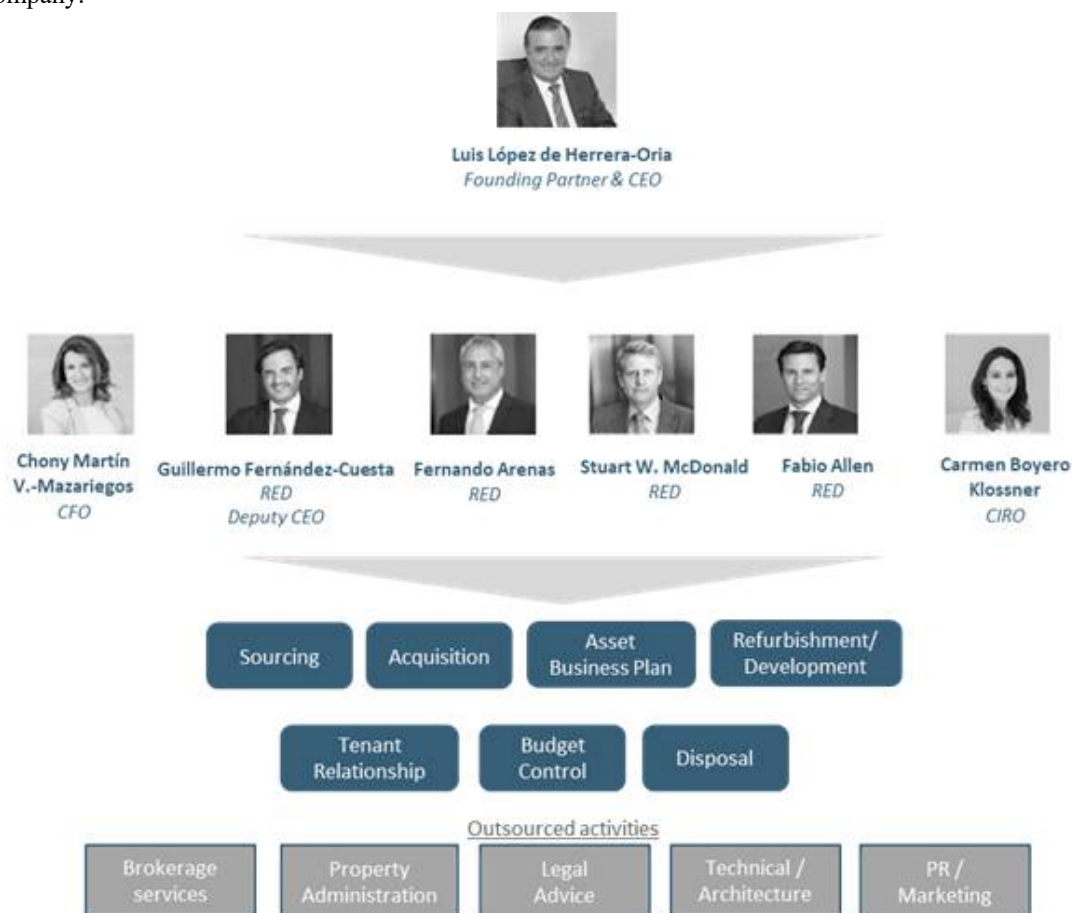 Luis López de Herrera-Oria
Founding Partner & CEO
Chony Martín
V.-Mazariegos
CFO
Guillermo Fernández-Cuesta
RED
Deputy CEO
Fernando Arenas
RED
Stuart W. McDonald
RED
Fabio Allen
RED
Carmen Boyero
Klossner
CIRO
Sourcing
Acquisition
Asset
Business Plan
Refurbishment/
Development
Tenant
Relationship
Budget
Control
Disposal
Outsourced activities
Brokerage
services
Property
Administration
Legal
Advice
Technical /
Architecture
PR /
Marketing